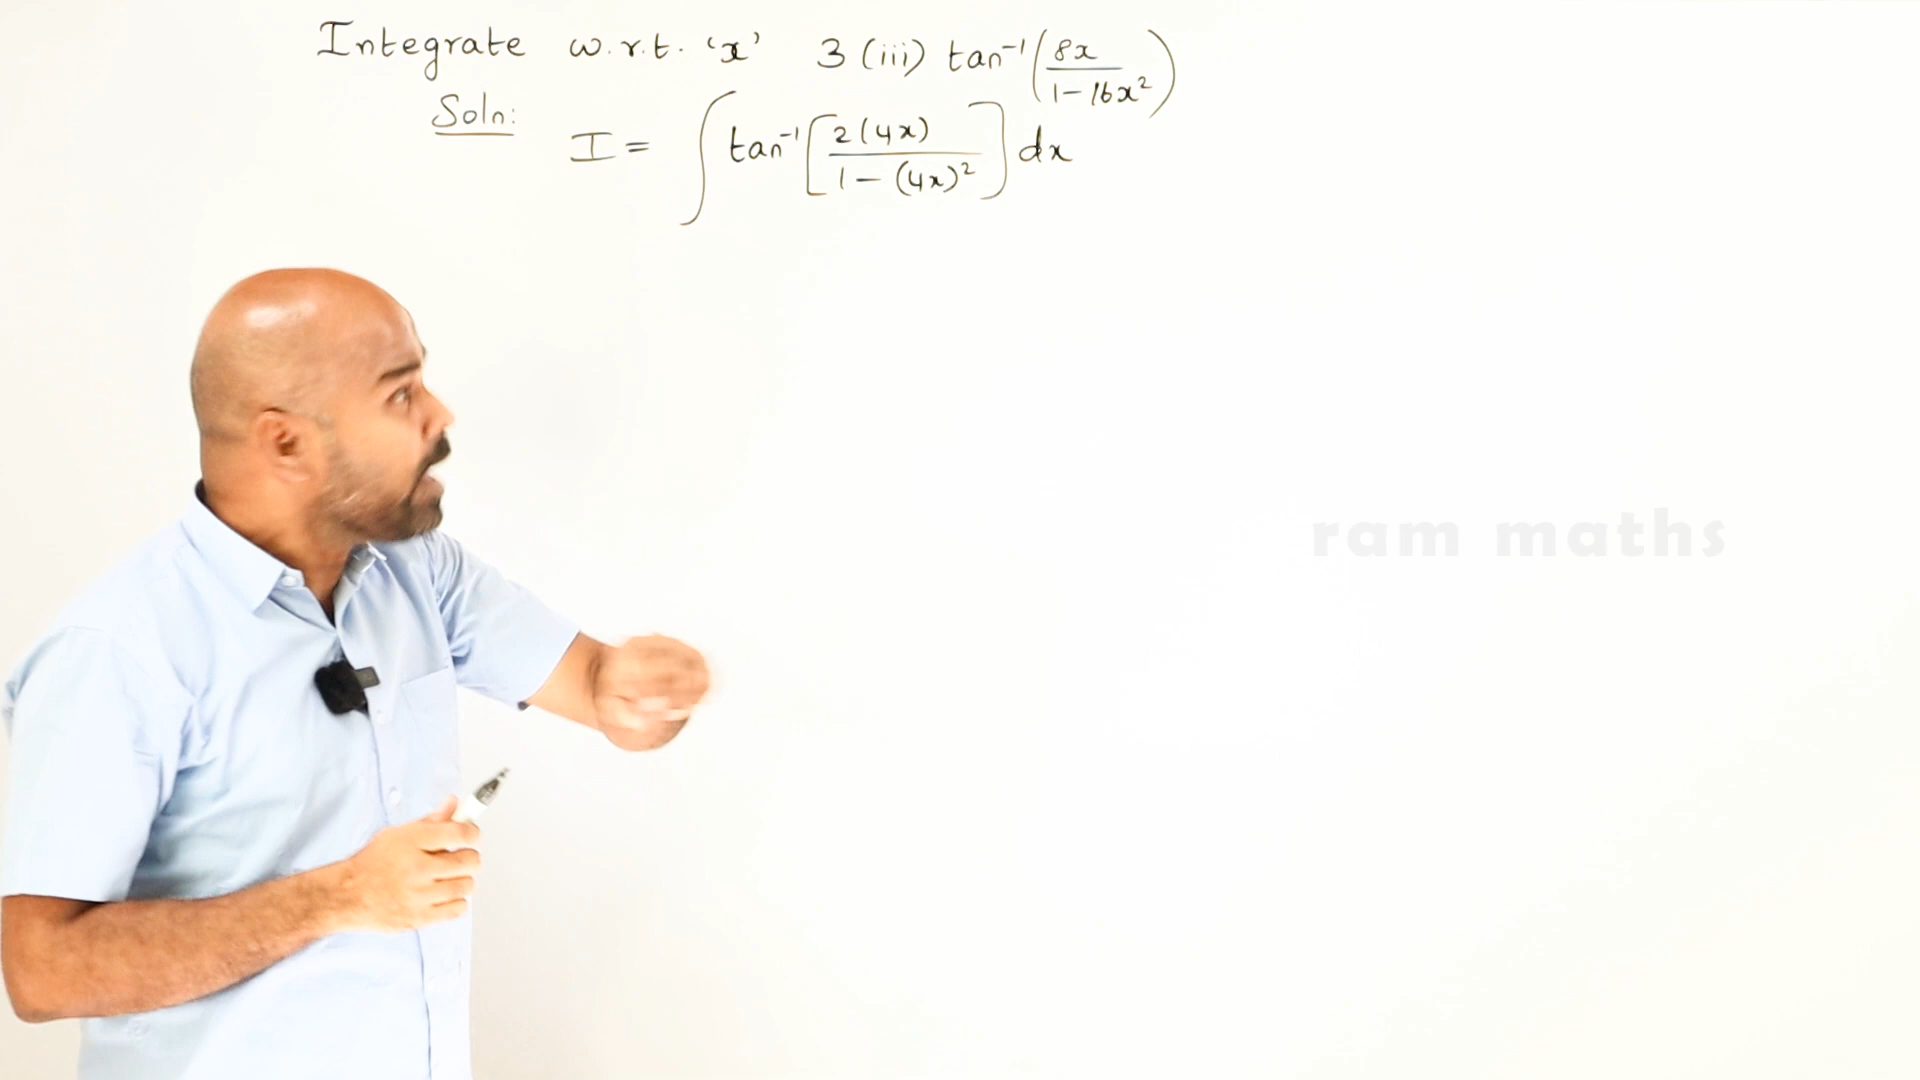 Integrate w.r.t. 'x' 3 (iii) tan⁻¹(8x/(1-16x²))
Soln:
I = ∫ tan⁻¹[2(4x)/(1-(4x)²)] dx
ram maths